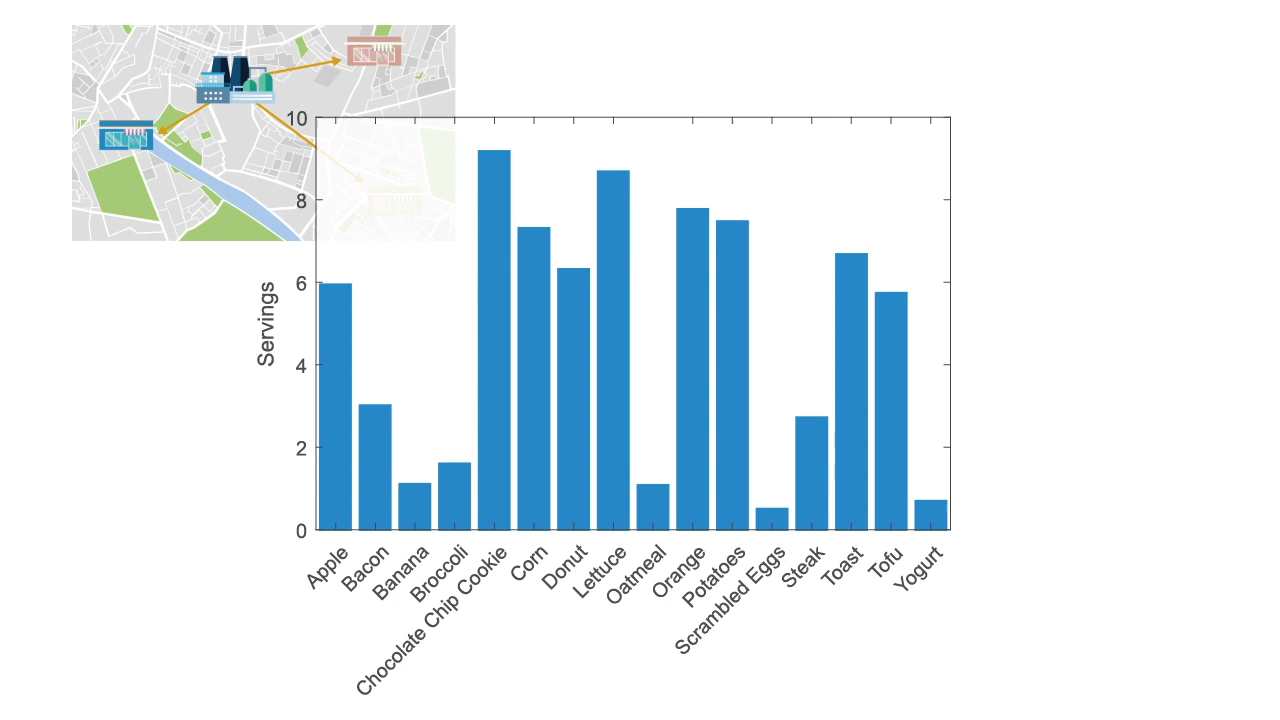 10
8
6
4
2
0
Servings
Apple
Bacon
Banana
Broccoli
Chocolate Chip Cookie
Corn
Donut
Lettuce
Oatmeal
Orange
Potatoes
Scrambled Eggs
Steak
Toast
Tofu
Yogurt